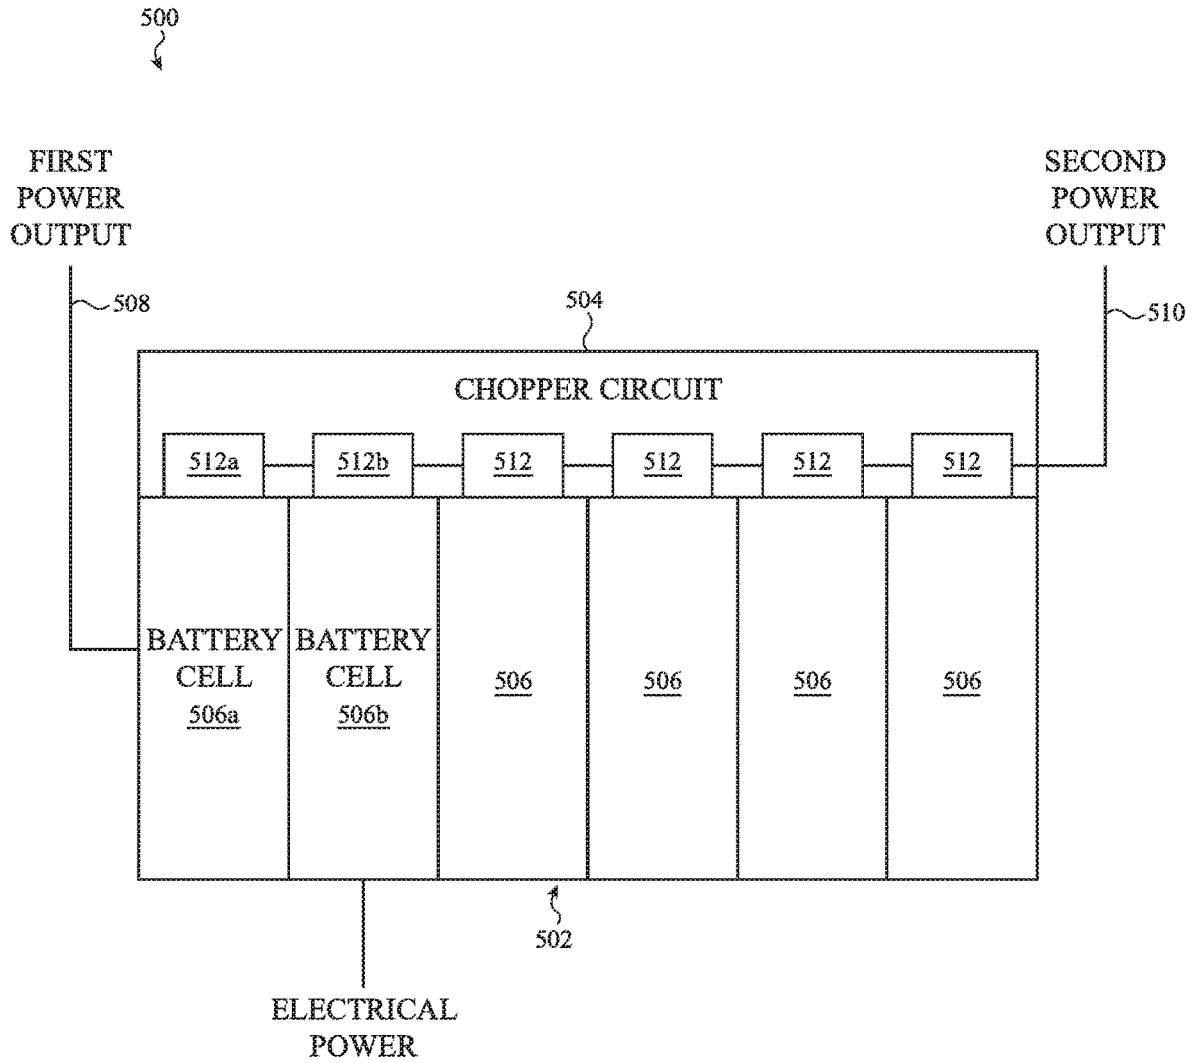 500
FIRST
POWER
OUTPUT
SECOND
POWER
OUTPUT
508
504
510
CHOPPER CIRCUIT
512a 512b 512 512 512 512
BATTERY
CELL
506a
BATTERY
CELL
506b
506 506 506 506
502
ELECTRICAL
POWER